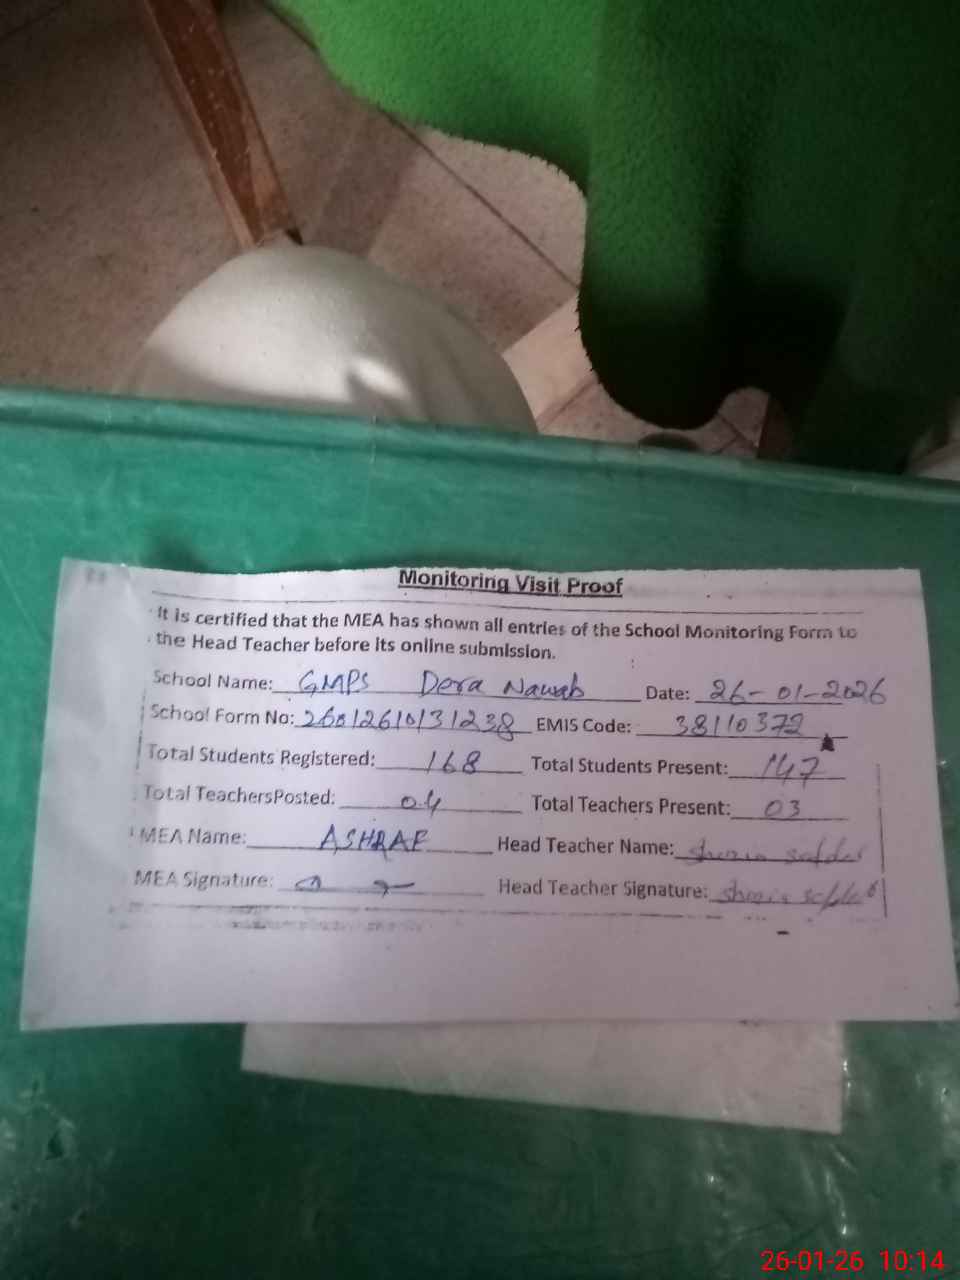 Monitoring Visit Proof
It is certified that the MEA has shown all entries of the School Monitoring Form to
the Head Teacher before its online submission.
School Name: GMPS Dera Nawab Date: 26-01-2026
School Form No: 26012610131238 EMIS Code: 38110372
Total Students Registered: 168 Total Students Present: 147
Total TeachersPosted: 04 Total Teachers Present: 03
MEA Name: ASHRAF Head Teacher Name:
MEA Signature: Head Teacher Signature:
26-01-26 10:14